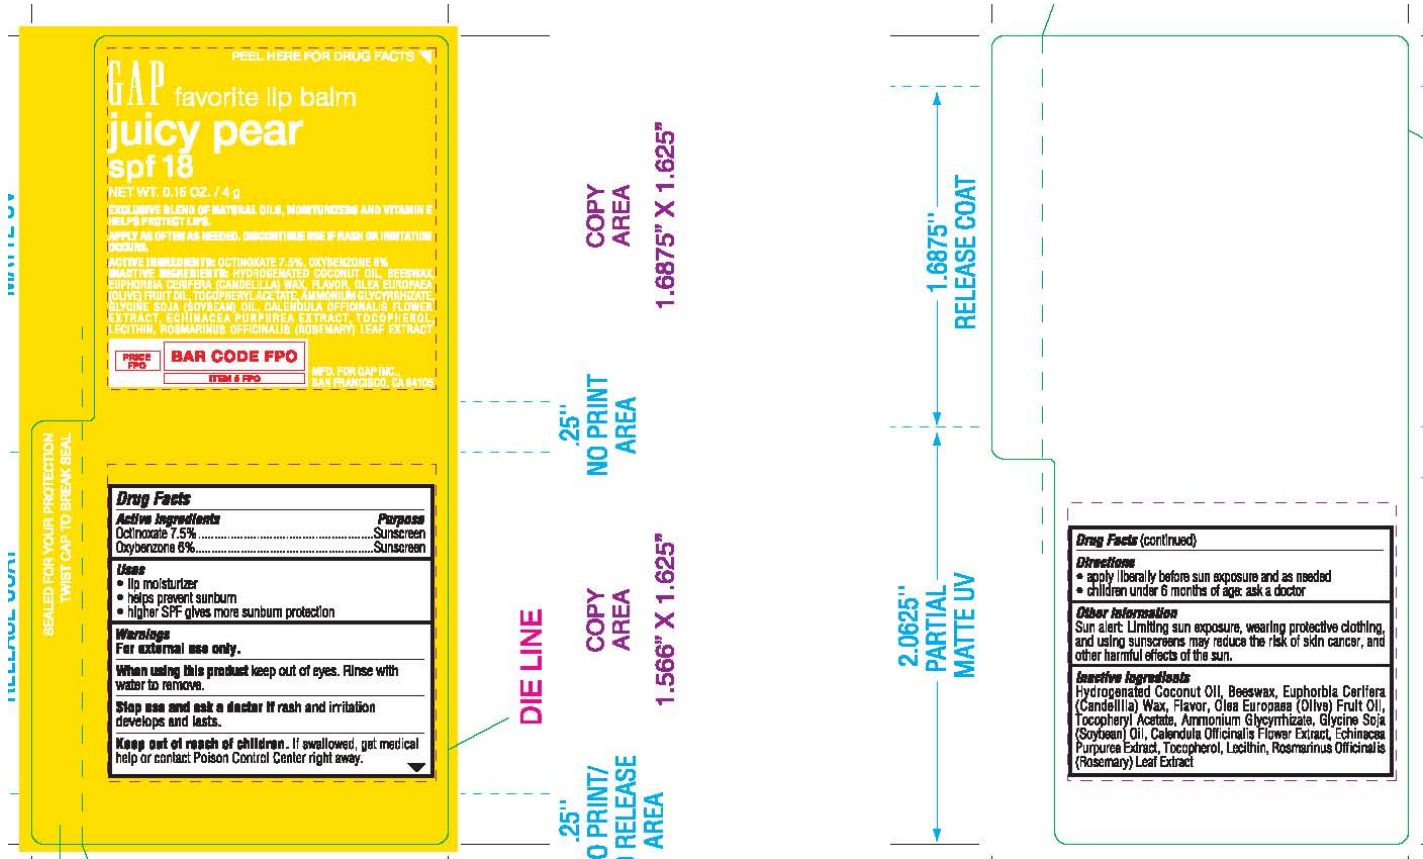 PEEL HERE FOR DRUG FACTS
GAP favorite lip balm
juicy pear
spf 18
NET WT. 0.16 OZ. / 4 g
EXCLUSIVE BLEND OF NATURAL OILS, MOISTURIZERS AND VITAMIN E
HELPS PROTECT LIPS.
APPLY AS OFTEN AS NEEDED. DISCONTINUE USE IF RASH OR IRRITATION
OCCURS.
ACTIVE INGREDIENTS: OCTINOXATE 7.5%, OXYBENZONE 6%
INACTIVE INGREDIENTS: HYDROGENATED COCONUT OIL, BEESWAX,
EUPHORBIA CERIFERA (CANDELILLA) WAX, FLAVOR, OLEA EUROPAEA
(OLIVE) FRUIT OIL, TOCOPHERYL ACETATE, AMMONIUM GLYCYRRHIZATE,
GLYCINE SOJA (SOYBEAN) OIL, CALENDULA OFFICINALIS FLOWER
EXTRACT, ECHINACEA PURPUREA EXTRACT, TOCOPHEROL,
LECITHIN, ROSMARINUS OFFICINALIS (ROSEMARY) LEAF EXTRACT
PRICE
FPO
BAR CODE FPO
ITEM # FPO
MFD. FOR GAP INC.,
SAN FRANCISCO, CA 94105
SEALED FOR YOUR PROTECTION
TWIST CAP TO BREAK SEAL
Drug Facts
Active Ingredients Purpose
Octinoxate 7.5%..........Sunscreen
Oxybenzone 6%..........Sunscreen
Uses
• lip moisturizer
• helps prevent sunburn
• higher SPF gives more sunburn protection
Warnings
For external use only.
When using this product keep out of eyes. Rinse with
water to remove.
Stop use and ask a doctor if rash and irritation
develops and lasts.
Keep out of reach of children. If swallowed, get medical
help or contact Poison Control Center right away.
MATTE UV
RELEASE COAT
COPY
AREA
1.6875" X 1.625"
.25"
NO PRINT
AREA
DIE LINE
COPY
AREA
1.566" X 1.625"
.25"
O PRINT/
RELEASE
AREA
1.6875"
RELEASE COAT
2.0625"
PARTIAL
MATTE UV
Drug Facts (continued)
Directions
• apply liberally before sun exposure and as needed
• children under 6 months of age: ask a doctor
Other Information
Sun alert: Limiting sun exposure, wearing protective clothing,
and using sunscreens may reduce the risk of skin cancer, and
other harmful effects of the sun.
Inactive Ingredients
Hydrogenated Coconut Oil, Beeswax, Euphorbia Cerifera
(Candelilla) Wax, Flavor, Olea Europaea (Olive) Fruit Oil,
Tocopheryl Acetate, Ammonium Glycyrrhizate, Glycine Soja
(Soybean) Oil, Calendula Officinalis Flower Extract, Echinacea
Purpurea Extract, Tocopherol, Lecithin, Rosmarinus Officinalis
(Rosemary) Leaf Extract